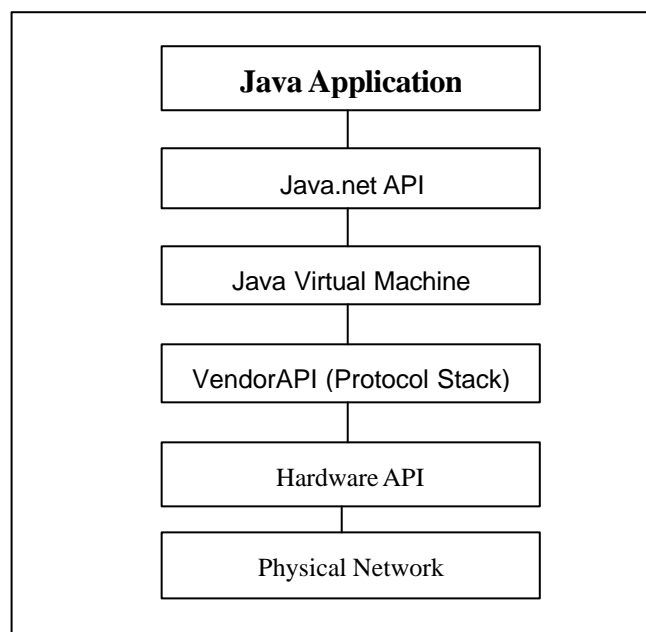 Java Application
Java.net API
Java Virtual Machine
VendorAPI (Protocol Stack)
Hardware API
Physical Network